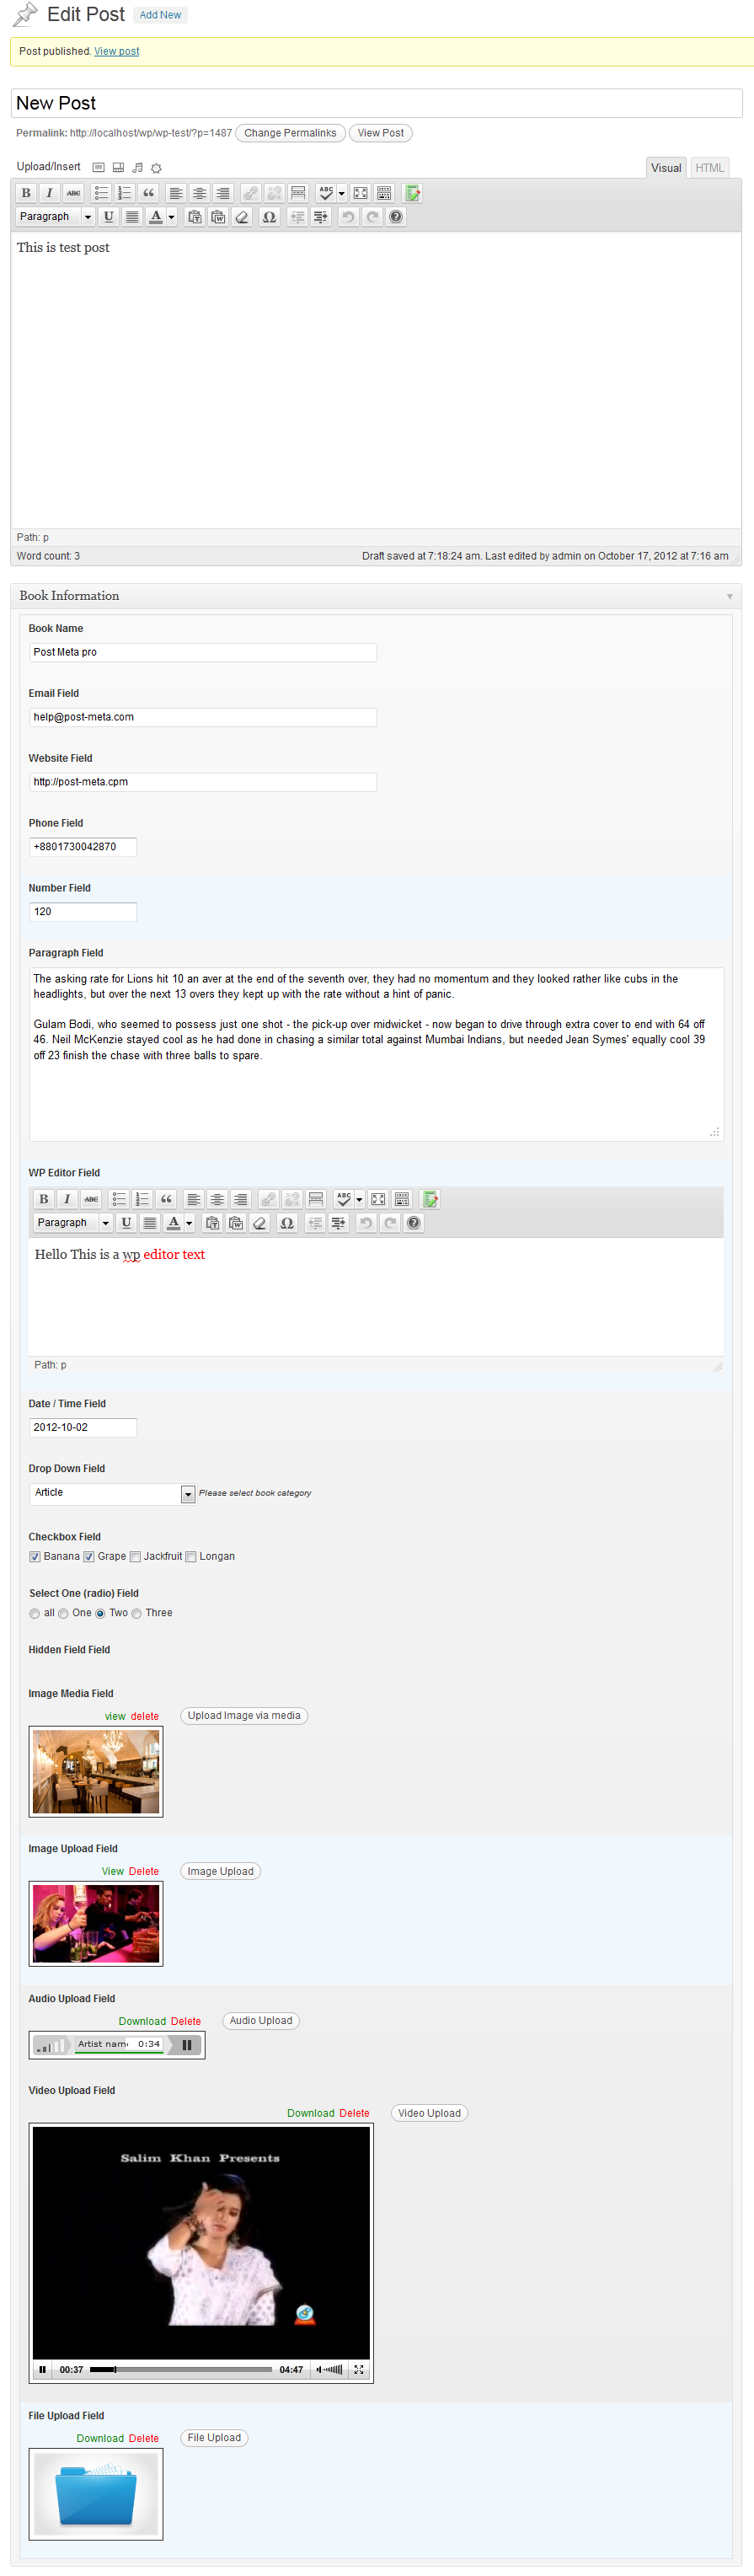 Edit Post Add New
Post published. View post
New Post
Permalink: http://localhost/wp/wp-test/?p=1487 Change Permalinks View Post
Upload/Insert Visual HTML
B I ABC ABC
Paragraph U A
This is test post
Path: p
Word count: 3 Draft saved at 7:18:24 am. Last edited by admin on October 17, 2012 at 7:16 am
Book Information
Book Name
Post Meta pro
Email Field
help@post-meta.com
Website Field
http://post-meta.cpm
Phone Field
+8801730042870
Number Field
120
Paragraph Field
The asking rate for Lions hit 10 an aver at the end of the seventh over, they had no momentum and they looked rather like cubs in the
headlights, but over the next 13 overs they kept up with the rate without a hint of panic.
Gulam Bodi, who seemed to possess just one shot - the pick-up over midwicket - now began to drive through extra cover to end with 64 off
46. Neil McKenzie stayed cool as he had done in chasing a similar total against Mumbai Indians, but needed Jean Symes' equally cool 39
off 23 finish the chase with three balls to spare.
WP Editor Field
B I ABC ABC
Paragraph U A
Hello This is a wp editor text
Path: p
Date / Time Field
2012-10-02
Drop Down Field
Article Please select book category
Checkbox Field
Banana Grape Jackfruit Longan
Select One (radio) Field
all One Two Three
Hidden Field Field
Image Media Field
view delete Upload Image via media
Image Upload Field
View Delete Image Upload
Audio Upload Field
Download Delete Audio Upload
Artist nam 0:34
Video Upload Field
Download Delete Video Upload
Salim Khan Presents
00:37 04:47
File Upload Field
Download Delete File Upload